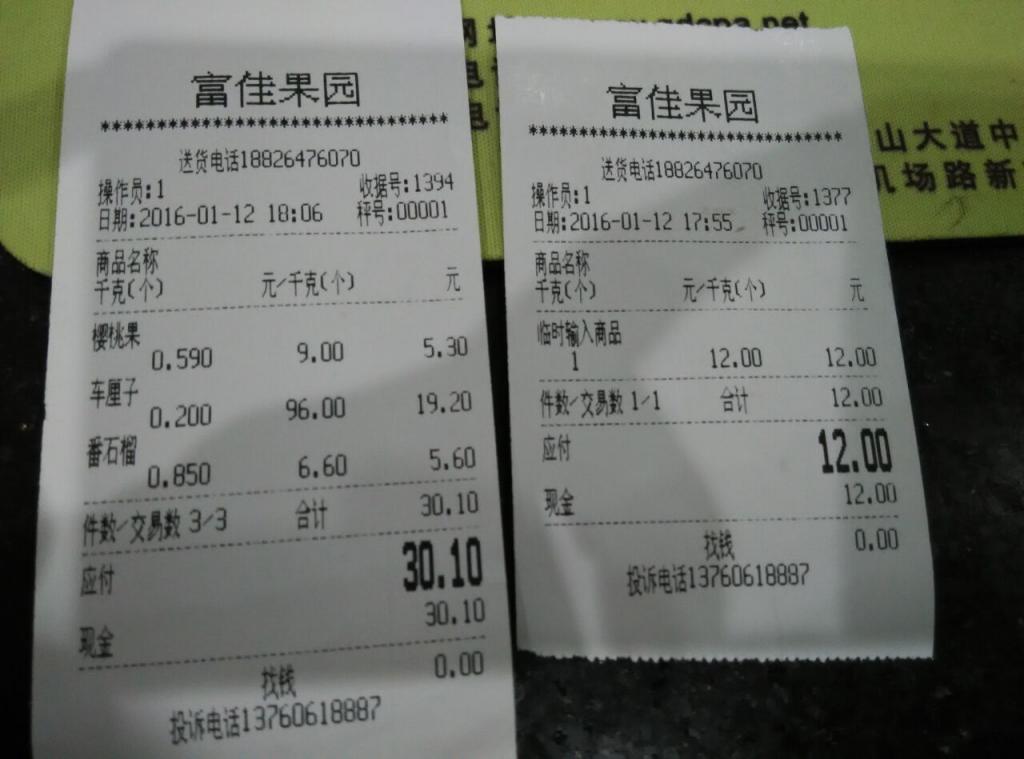 富佳果园
************************************
送货电话18826476070
操作员:1 收据号:1394
日期:2016-01-12 18:06 秤号:00001
商品名称
千克(个) 元/千克(个) 元
樱桃果
0.590 9.00 5.30
车厘子
0.200 96.00 19.20
番石榴
0.850 6.60 5.60
件数/交易数 3/3 合计 30.10
应付 30.10
现金 30.10
找钱 0.00
投诉电话13760618887
富佳果园
************************************
送货电话18826476070
操作员:1 收据号:1377
日期:2016-01-12 17:55 秤号:00001
商品名称
千克(个) 元/千克(个) 元
临时输入商品
1 12.00 12.00
件数/交易数 1/1 合计 12.00
应付 12.00
现金 12.00
找钱 0.00
投诉电话13760618887
山大道中
机场路新